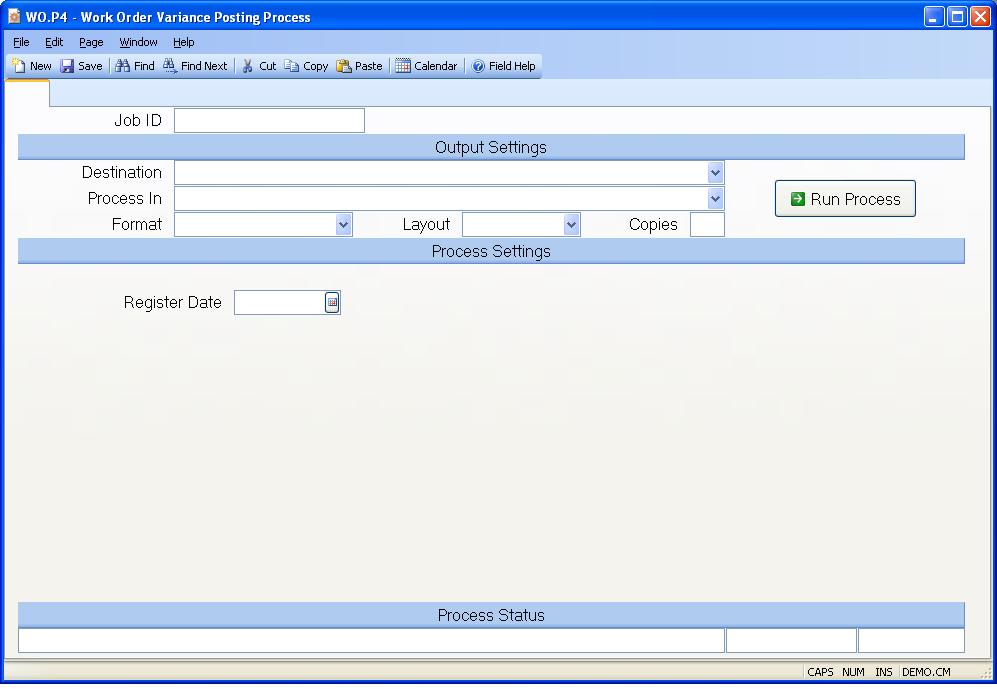 WO.P4 - Work Order Variance Posting Process
File Edit Page Window Help
New Save Find Find Next Cut Copy Paste Calendar Field Help
Job ID
Output Settings
Destination
Process In
Run Process
Format Layout Copies
Process Settings
Register Date
Process Status
CAPS NUM INS DEMO.CM